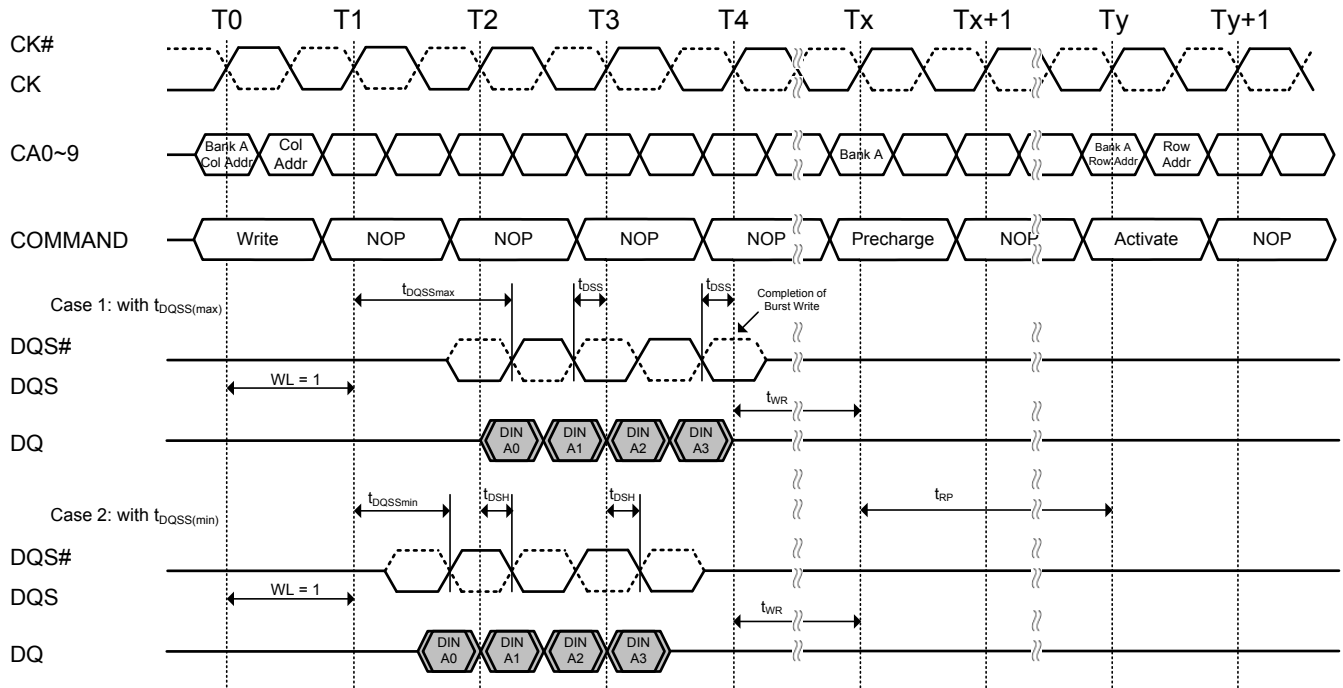 T0 T1 T2 T3 T4 Tx Tx+1 Ty Ty+1
CK#
CK
CA0~9
Bank A Col Addr
Col Addr
Bank A
Bank A Row Addr
Row Addr
COMMAND
Write NOP NOP NOP NOP Precharge NOP Activate NOP
Case 1: with tDQSS(max)
tDQSSmax
tDSS
tDSS
Completion of
Burst Write
DQS#
DQS
WL = 1
tWR
DQ
DIN A0
DIN A1
DIN A2
DIN A3
Case 2: with tDQSS(min)
tDQSSmin
tDSH
tDSH
tRP
DQS#
DQS
WL = 1
tWR
DQ
DIN A0
DIN A1
DIN A2
DIN A3